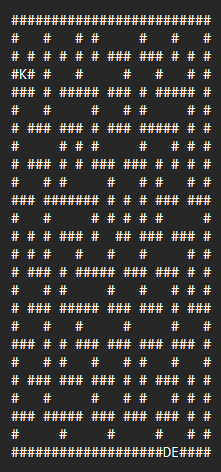 #########################
#   #   # #     #   #   #
# # # # # # ### ### # # #
#K# #   #     #   #   # #
### # ##### ### # ##### #
#   #     #   # #     # #
# ### ### # ### ##### # #
#     # # #     #   # # #
# ### # # ### ### # # # #
#   # #     #   # #   # #
### ####### # # # ### ###
#   #     # # # # #     #
# # # ### #  ## ### ### #
# # #   #   #   #     # #
# ### # ##### ### ### # #
#   # #     #   #     # #
# ### ##### ### ### ### #
#   #   #     #     #   #
### # ### # # ### # # # #
#   # #   #   # #   # # #
# ### ### ### # # # ### #
#   #     #   # #   #   #
### ##### ### # ### ### #
#     #     #     #     #
###################DE####